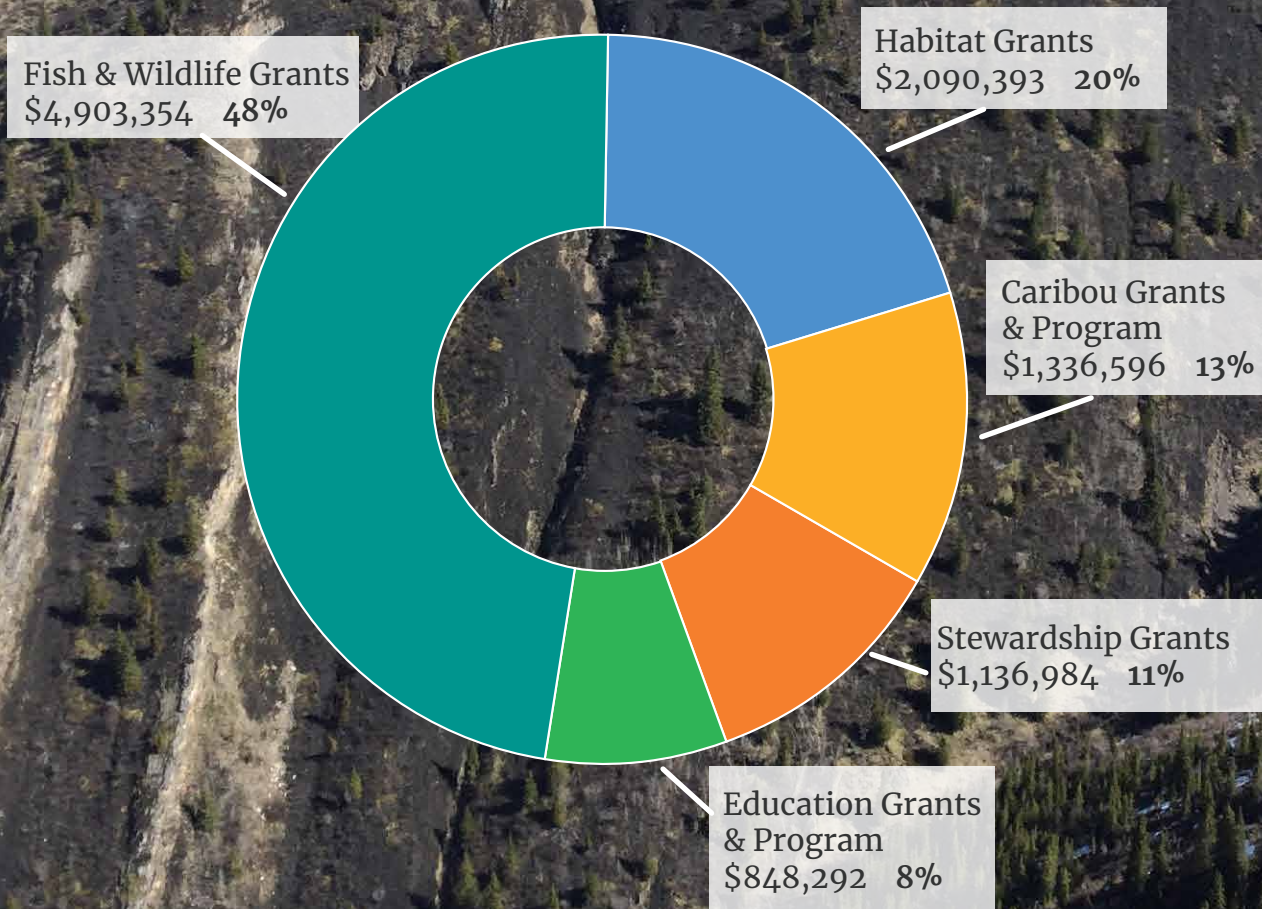 Fish & Wildlife Grants
$4,903,354 48%
Habitat Grants
$2,090,393 20%
Caribou Grants
& Program
$1,336,596 13%
Stewardship Grants
$1,136,984 11%
Education Grants
& Program
$848,292 8%